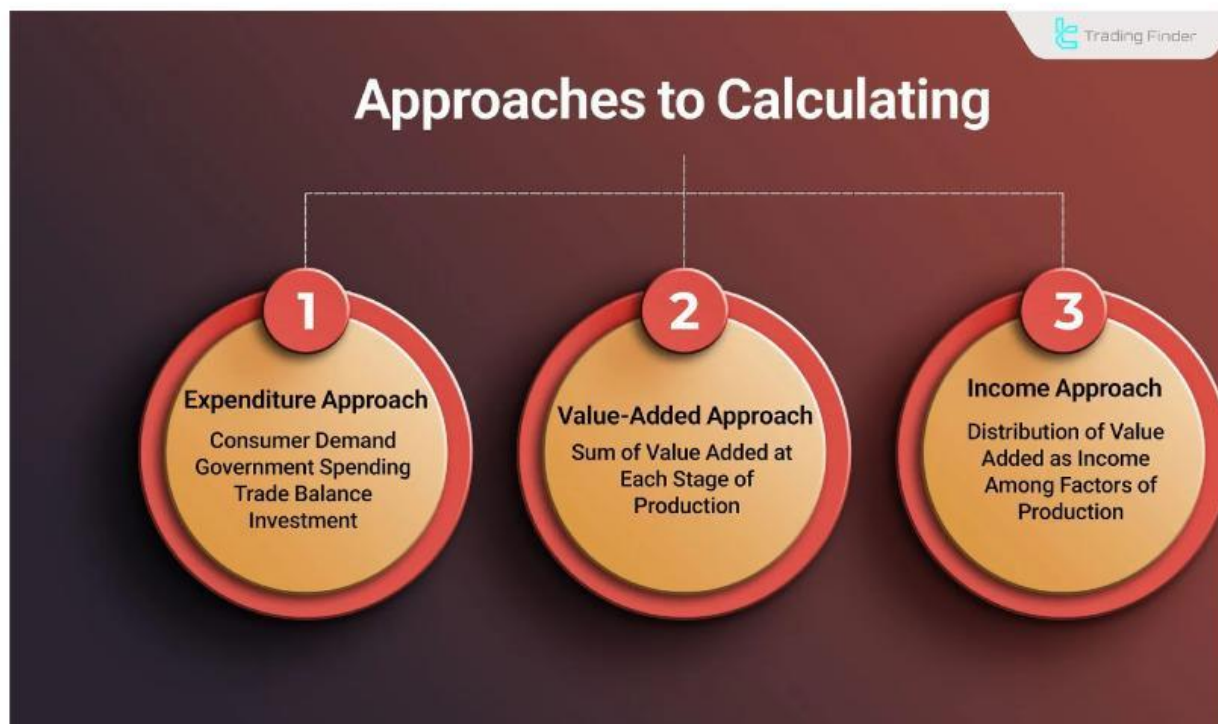 Trading Finder
Approaches to Calculating
1
Expenditure Approach
Consumer Demand
Government Spending
Trade Balance
Investment
2
Value-Added Approach
Sum of Value Added at
Each Stage of
Production
3
Income Approach
Distribution of Value
Added as Income
Among Factors of
Production